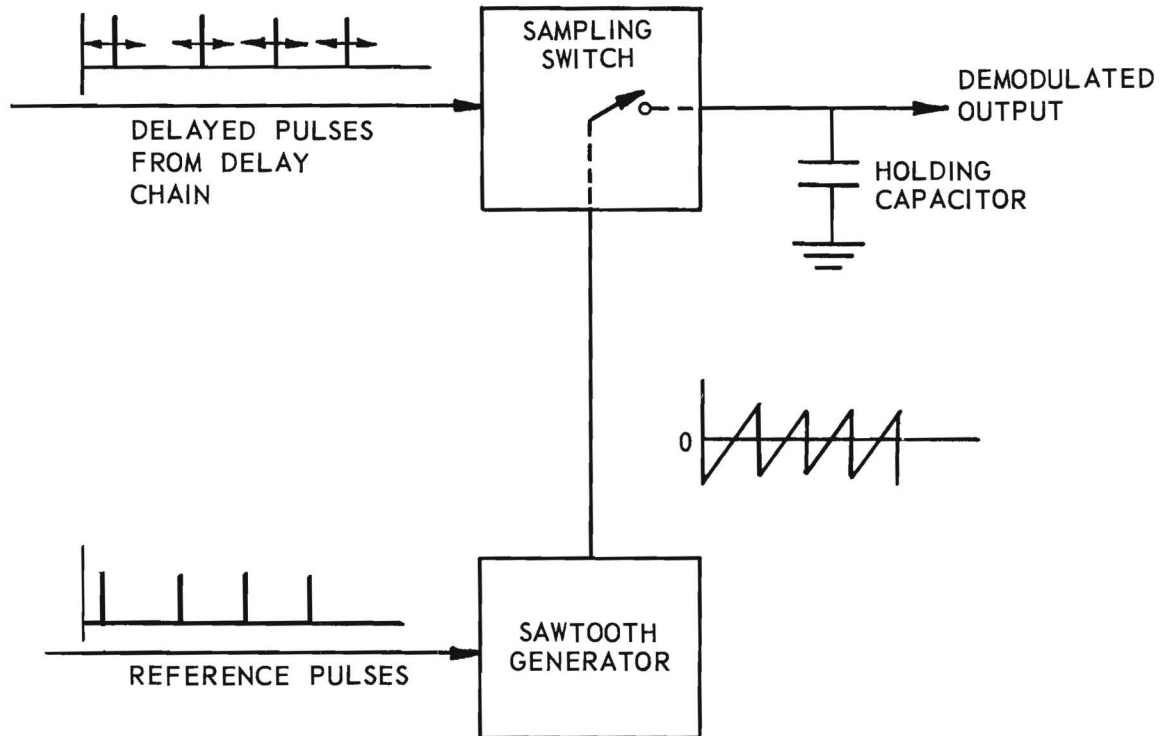 SAMPLING
SWITCH
DELAYED PULSES
FROM DELAY
CHAIN
DEMODULATED
OUTPUT
HOLDING
CAPACITOR
0
REFERENCE PULSES
SAWTOOTH
GENERATOR